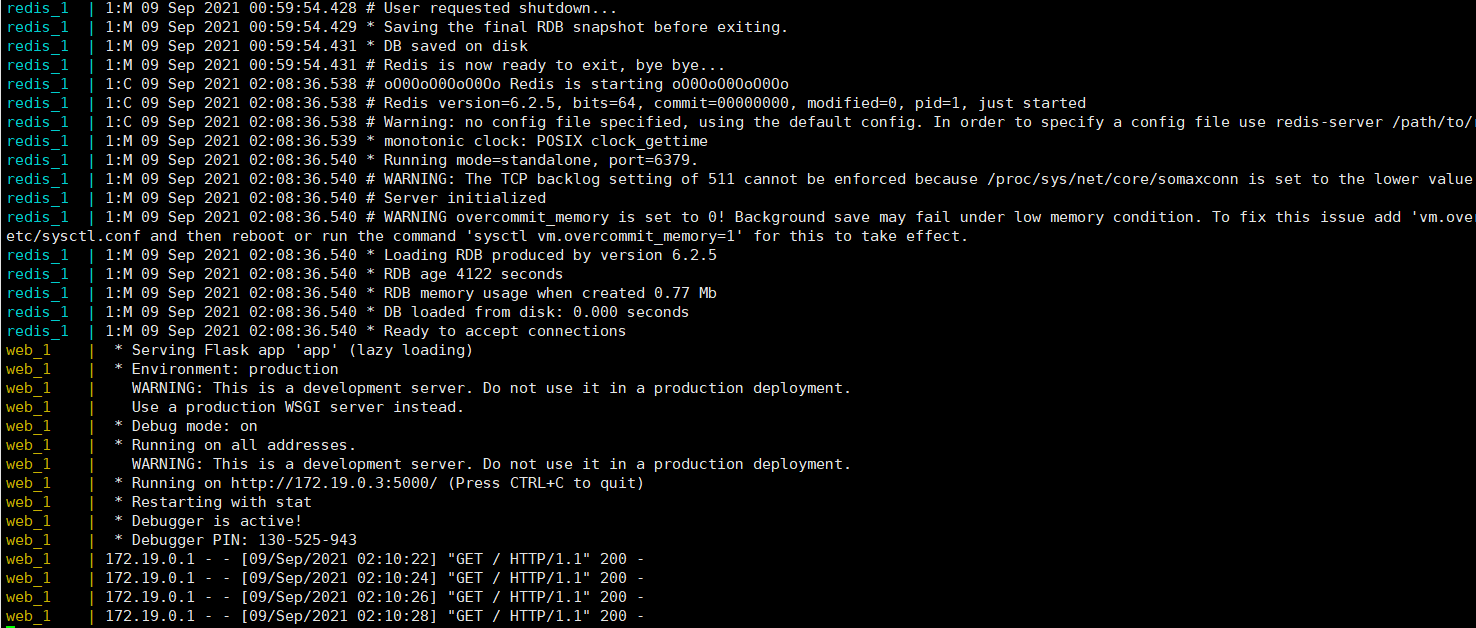 redis_1  | 1:M 09 Sep 2021 00:59:54.428 # User requested shutdown...
redis_1  | 1:M 09 Sep 2021 00:59:54.429 * Saving the final RDB snapshot before exiting.
redis_1  | 1:M 09 Sep 2021 00:59:54.431 * DB saved on disk
redis_1  | 1:M 09 Sep 2021 00:59:54.431 # Redis is now ready to exit, bye bye...
redis_1  | 1:C 09 Sep 2021 02:08:36.538 # oO0OoO0OoO0Oo Redis is starting oO0OoO0OoO0Oo
redis_1  | 1:C 09 Sep 2021 02:08:36.538 # Redis version=6.2.5, bits=64, commit=00000000, modified=0, pid=1, just started
redis_1  | 1:C 09 Sep 2021 02:08:36.538 # Warning: no config file specified, using the default config. In order to specify a config file use redis-server /path/to/
redis_1  | 1:M 09 Sep 2021 02:08:36.539 * monotonic clock: POSIX clock_gettime
redis_1  | 1:M 09 Sep 2021 02:08:36.540 * Running mode=standalone, port=6379.
redis_1  | 1:M 09 Sep 2021 02:08:36.540 # WARNING: The TCP backlog setting of 511 cannot be enforced because /proc/sys/net/core/somaxconn is set to the lower value
redis_1  | 1:M 09 Sep 2021 02:08:36.540 # Server initialized
redis_1  | 1:M 09 Sep 2021 02:08:36.540 # WARNING overcommit_memory is set to 0! Background save may fail under low memory condition. To fix this issue add 'vm.over
etc/sysctl.conf and then reboot or run the command 'sysctl vm.overcommit_memory=1' for this to take effect.
redis_1  | 1:M 09 Sep 2021 02:08:36.540 * Loading RDB produced by version 6.2.5
redis_1  | 1:M 09 Sep 2021 02:08:36.540 * RDB age 4122 seconds
redis_1  | 1:M 09 Sep 2021 02:08:36.540 * RDB memory usage when created 0.77 Mb
redis_1  | 1:M 09 Sep 2021 02:08:36.540 * DB loaded from disk: 0.000 seconds
redis_1  | 1:M 09 Sep 2021 02:08:36.540 * Ready to accept connections
web_1    |  * Serving Flask app 'app' (lazy loading)
web_1    |  * Environment: production
web_1    |    WARNING: This is a development server. Do not use it in a production deployment.
web_1    |    Use a production WSGI server instead.
web_1    |  * Debug mode: on
web_1    |  * Running on all addresses.
web_1    |    WARNING: This is a development server. Do not use it in a production deployment.
web_1    |  * Running on http://172.19.0.3:5000/ (Press CTRL+C to quit)
web_1    |  * Restarting with stat
web_1    |  * Debugger is active!
web_1    |  * Debugger PIN: 130-525-943
web_1    | 172.19.0.1 - - [09/Sep/2021 02:10:22] "GET / HTTP/1.1" 200 -
web_1    | 172.19.0.1 - - [09/Sep/2021 02:10:24] "GET / HTTP/1.1" 200 -
web_1    | 172.19.0.1 - - [09/Sep/2021 02:10:26] "GET / HTTP/1.1" 200 -
web_1    | 172.19.0.1 - - [09/Sep/2021 02:10:28] "GET / HTTP/1.1" 200 -